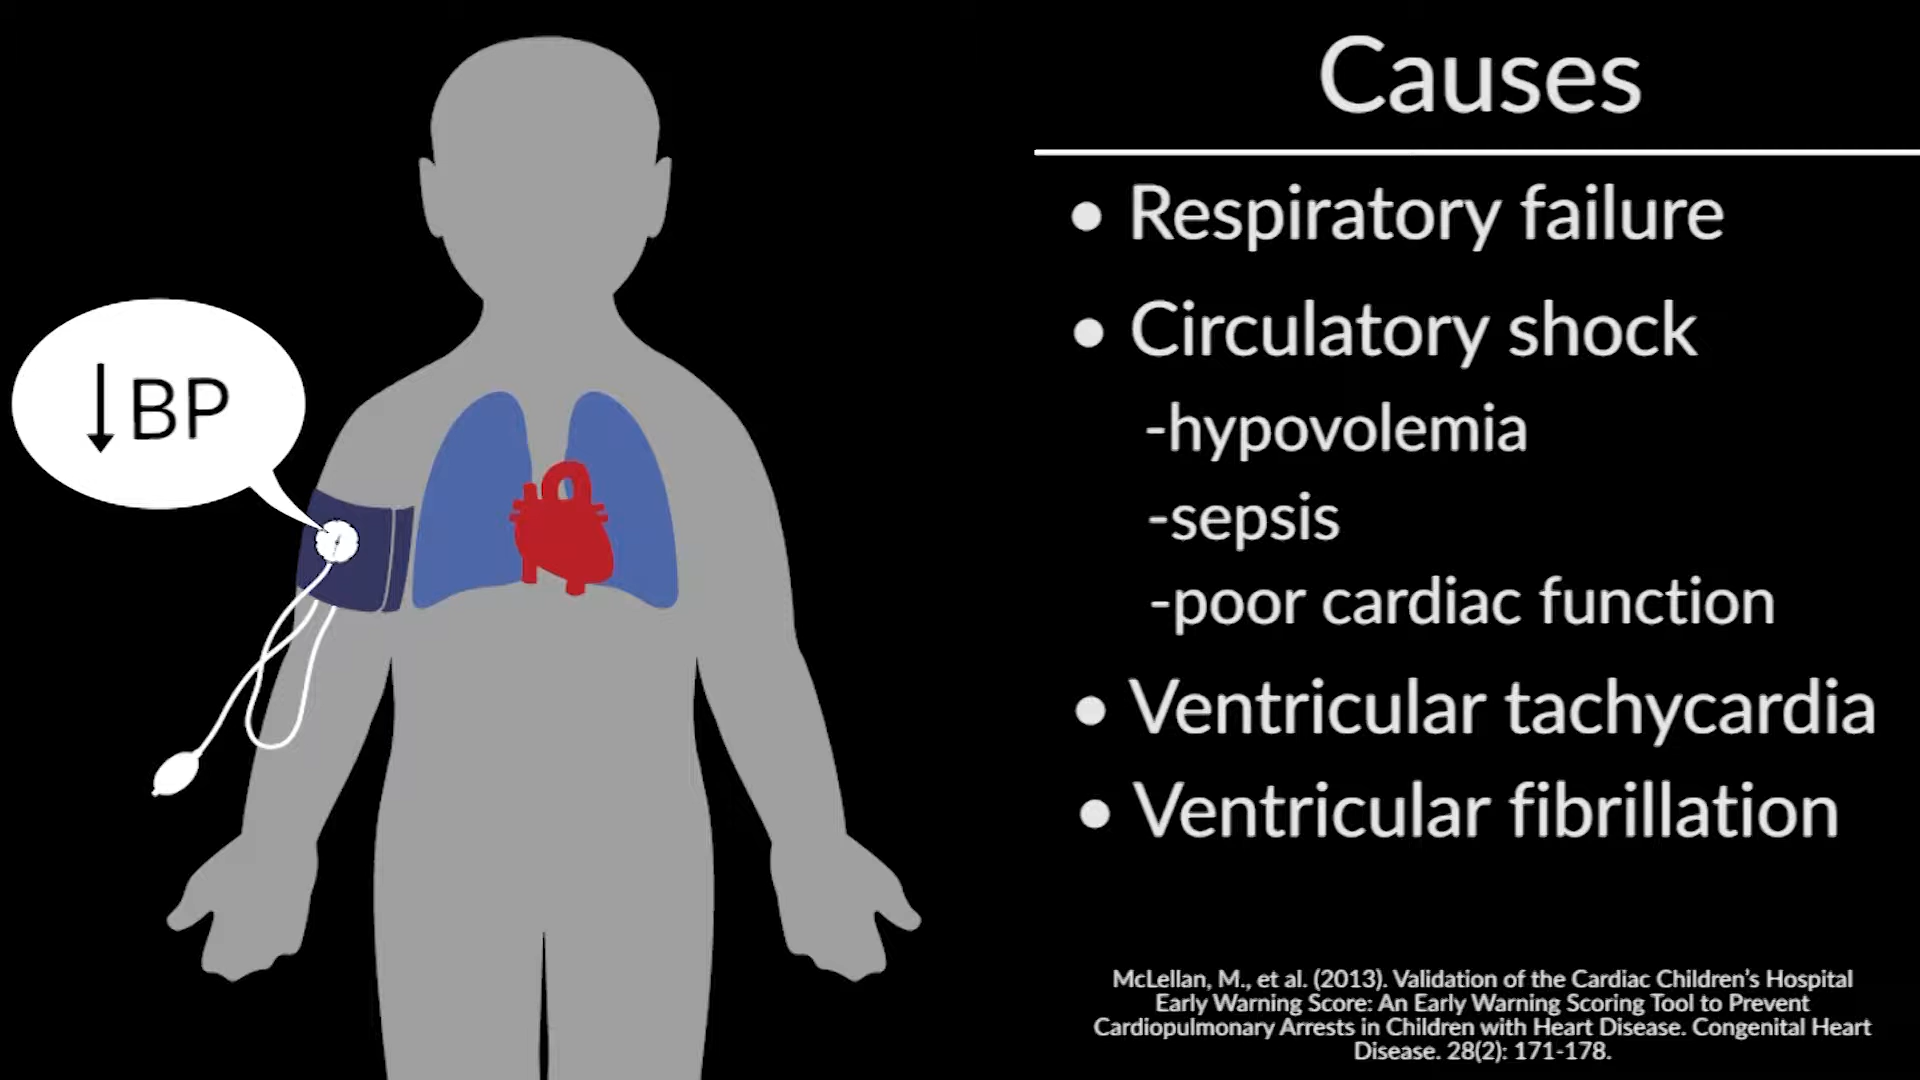 Causes
• Respiratory failure
• Circulatory shock
-hypovolemia
-sepsis
-poor cardiac function
• Ventricular tachycardia
• Ventricular fibrillation
↓BP
McLellan, M., et al. (2013). Validation of the Cardiac Children's Hospital
Early Warning Score: An Early Warning Scoring Tool to Prevent
Cardiopulmonary Arrests in Children with Heart Disease. Congenital Heart
Disease. 28(2): 171-178.